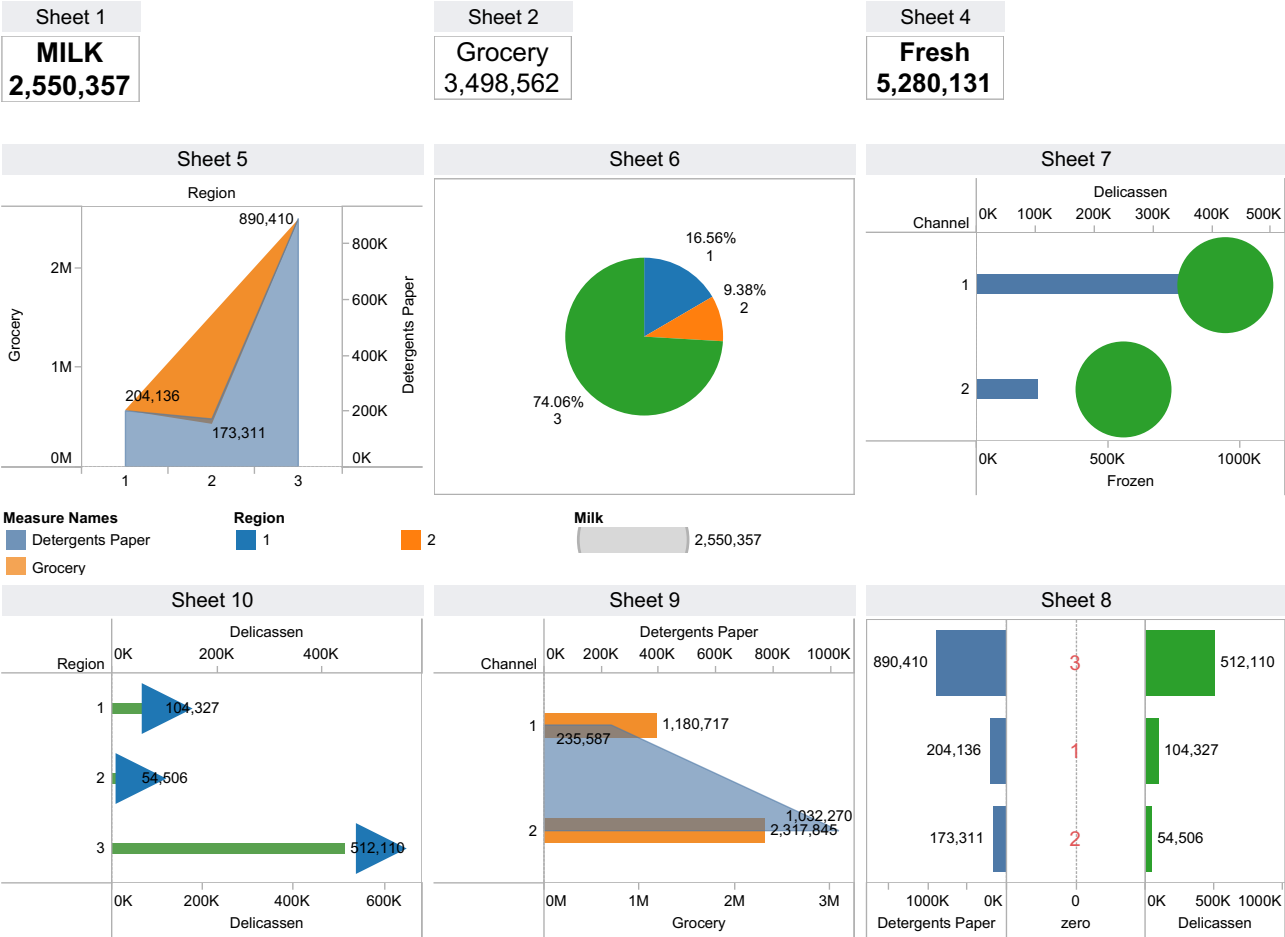 Sheet 1
MILK
2,550,357
Sheet 2
Grocery
3,498,562
Sheet 4
Fresh
5,280,131
Sheet 5
Region
890,410
204,136
173,311
2M
1M
0M
Grocery
800K
600K
400K
200K
0K
Detergents Paper
1 2 3
Sheet 6
16.56%
1
9.38%
2
74.06%
3
Sheet 7
Delicassen
Channel 0K 100K 200K 300K 400K 500K
1
2
0K 500K 1000K
Frozen
Measure Names
Detergents Paper
Grocery
Region
1 2
Milk
2,550,357
Sheet 10
Delicassen
Region 0K 200K 400K
1 104,327
2 54,506
3 512,110
0K 200K 400K 600K
Delicassen
Sheet 9
Detergents Paper
Channel 0K 200K 400K 600K 800K 1000K
1 1,180,717
235,587
1,032,270
2 2,317,845
0M 1M 2M 3M
Grocery
Sheet 8
890,410 3 512,110
204,136 1 104,327
173,311 2 54,506
1000K 0K 0 0K 500K 1000K
Detergents Paper zero Delicassen